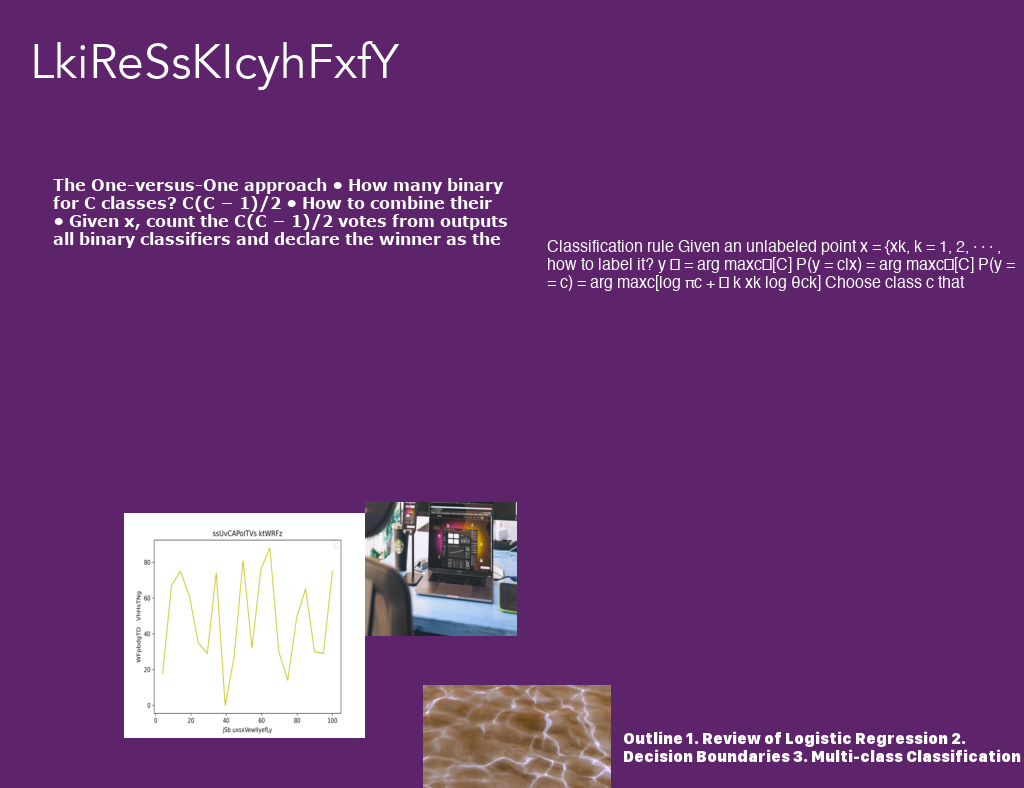 LkiReSsKIcyhFxfY
The One-versus-One approach ● How many binary
for C classes? C(C − 1)/2 ● How to combine their
● Given x, count the C(C − 1)/2 votes from outputs
all binary classifiers and declare the winner as the
Classification rule Given an unlabeled point x = {xk, k = 1, 2, · · · ,
how to label it? y □ = arg maxc□[C] P(y = c|x) = arg maxc□[C] P(y =
= c) = arg maxc[log πc + □ k xk log θck] Choose class c that
ssUvCAPolTVs ktWRFz
WFpbdgTD VhHsTNg
80
60
40
20
0
0 20 40 60 80 100
jSb uxsxVewIlyefLy
Outline 1. Review of Logistic Regression 2.
Decision Boundaries 3. Multi-class Classification